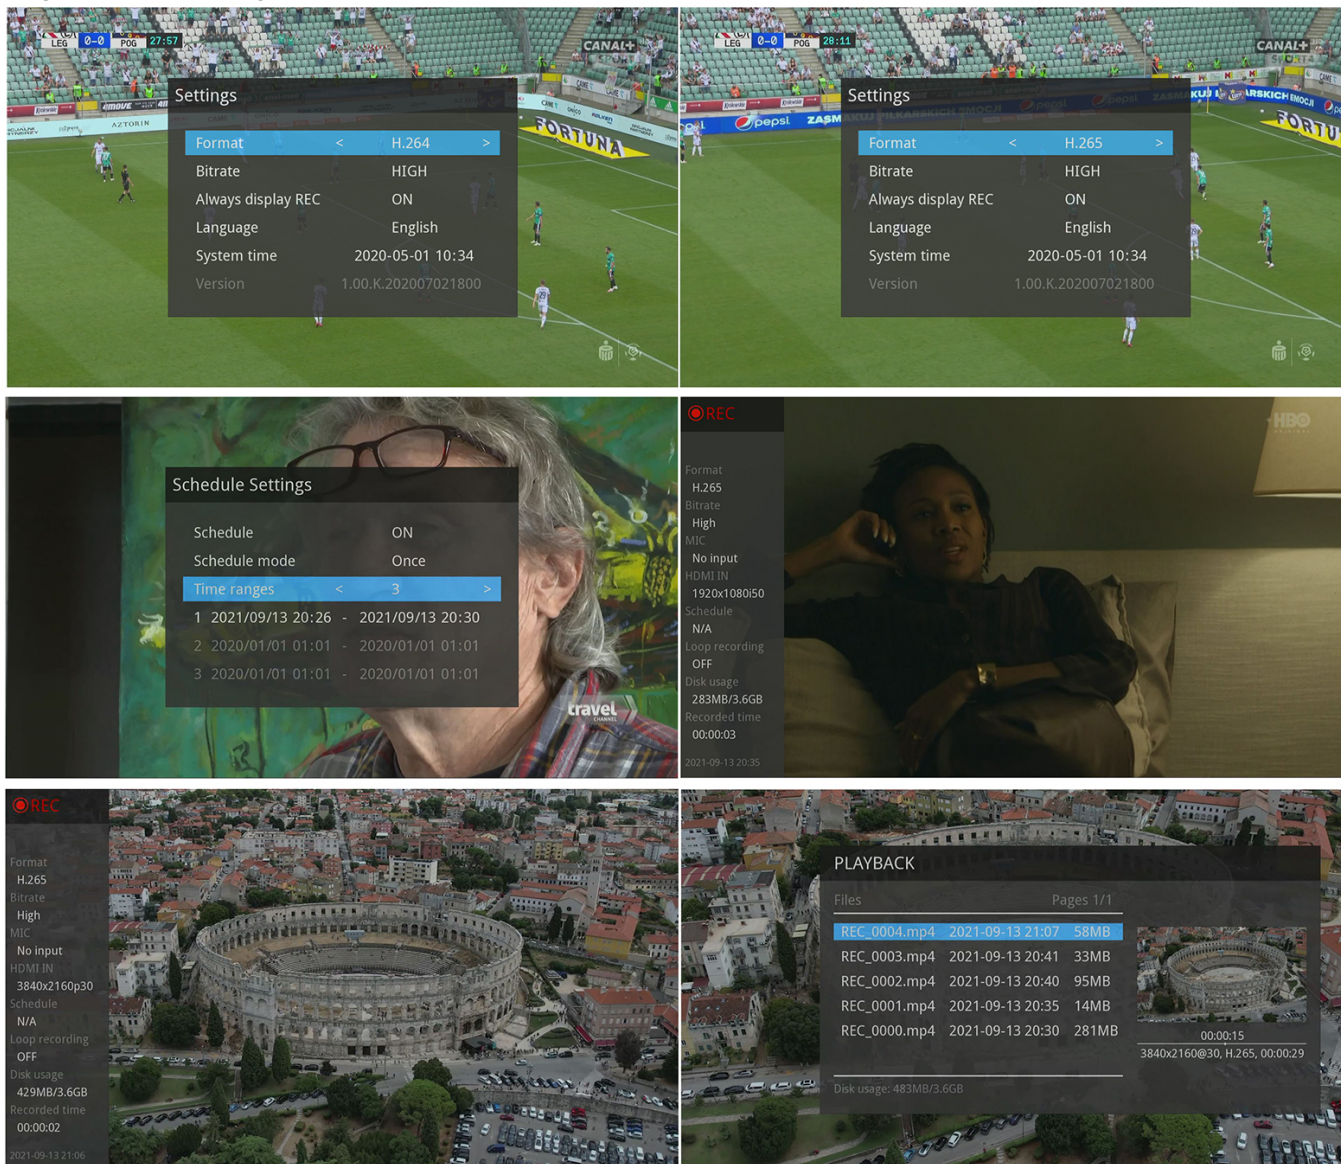 LEG 0-0 POG 27:57
CANAL+
SPORT
Settings
Format < H.264 >
Bitrate HIGH
Always display REC ON
Language English
System time 2020-05-01 10:34
Version 1.00.K.202007021800
AZTORIN
FORTUNA
LEG 0-0 POG 28:11
CANAL+
SPORT4
Settings
Format < H.265 >
Bitrate HIGH
Always display REC ON
Language English
System time 2020-05-01 10:34
Version 1.00.K.202007021800
pepsi
pepsi
Schedule Settings
Schedule ON
Schedule mode Once
Time ranges < 3 >
1 2021/09/13 20:26 - 2021/09/13 20:30
2 2020/01/01 01:01 - 2020/01/01 01:01
3 2020/01/01 01:01 - 2020/01/01 01:01
travel
CHANNEL
REC
HBO
ORIGINAL
Format
H.265
Bitrate
High
MIC
No input
HDMI IN
1920x1080i50
Schedule
N/A
Loop recording
OFF
Disk usage
283MB/3.6GB
Recorded time
00:00:03
2021-09-13 20:35
REC
Format
H.265
Bitrate
High
MIC
No input
HDMI IN
3840x2160p30
Schedule
N/A
Loop recording
OFF
Disk usage
429MB/3.6GB
Recorded time
00:00:02
2021-09-13 21:06
PLAYBACK
Files Pages 1/1
REC_0004.mp4 2021-09-13 21:07 58MB
REC_0003.mp4 2021-09-13 20:41 33MB
REC_0002.mp4 2021-09-13 20:40 95MB
REC_0001.mp4 2021-09-13 20:35 14MB
REC_0000.mp4 2021-09-13 20:30 281MB
00:00:15
3840x2160@30, H.265, 00:00:29
Disk usage: 483MB/3.6GB